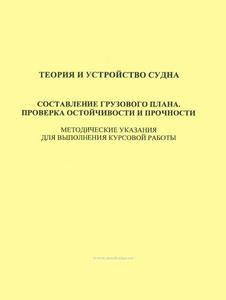 ТЕОРИЯ И УСТРОЙСТВО СУДНА
СОСТАВЛЕНИЕ ГРУЗОВОГО ПЛАНА.
ПРОВЕРКА ОСТОЙЧИВОСТИ И ПРОЧНОСТИ
МЕТОДИЧЕСКИЕ УКАЗАНИЯ
ДЛЯ ВЫПОЛНЕНИЯ КУРСОВОЙ РАБОТЫ